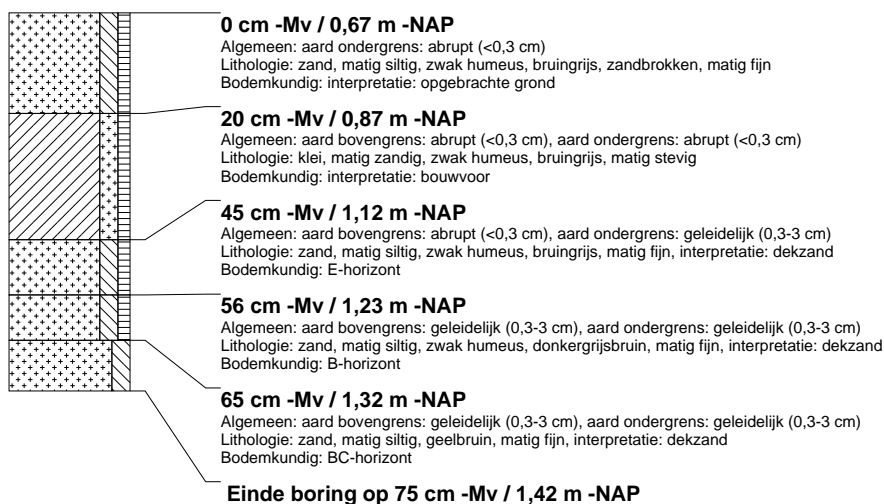 0 cm -Mv / 0,67 m -NAP
Algemeen: aard ondergrens: abrupt (<0,3 cm)
Lithologie: zand, matig siltig, zwak humeus, bruingrijs, zandbrokken, matig fijn
Bodemkundig: interpretatie: opgebrachte grond
20 cm -Mv / 0,87 m -NAP
Algemeen: aard bovengrens: abrupt (<0,3 cm), aard ondergrens: abrupt (<0,3 cm)
Lithologie: klei, matig zandig, zwak humeus, bruingrijs, matig stevig
Bodemkundig: interpretatie: bouwvoor
45 cm -Mv / 1,12 m -NAP
Algemeen: aard bovengrens: abrupt (<0,3 cm), aard ondergrens: geleidelijk (0,3-3 cm)
Lithologie: zand, matig siltig, zwak humeus, bruingrijs, matig fijn, interpretatie: dekzand
Bodemkundig: E-horizont
56 cm -Mv / 1,23 m -NAP
Algemeen: aard bovengrens: geleidelijk (0,3-3 cm), aard ondergrens: geleidelijk (0,3-3 cm)
Lithologie: zand, matig siltig, zwak humeus, donkergrijsbruin, matig fijn, interpretatie: dekzand
Bodemkundig: B-horizont
65 cm -Mv / 1,32 m -NAP
Algemeen: aard bovengrens: geleidelijk (0,3-3 cm), aard ondergrens: geleidelijk (0,3-3 cm)
Lithologie: zand, matig siltig, geelbruin, matig fijn, interpretatie: dekzand
Bodemkundig: BC-horizont
Einde boring op 75 cm -Mv / 1,42 m -NAP